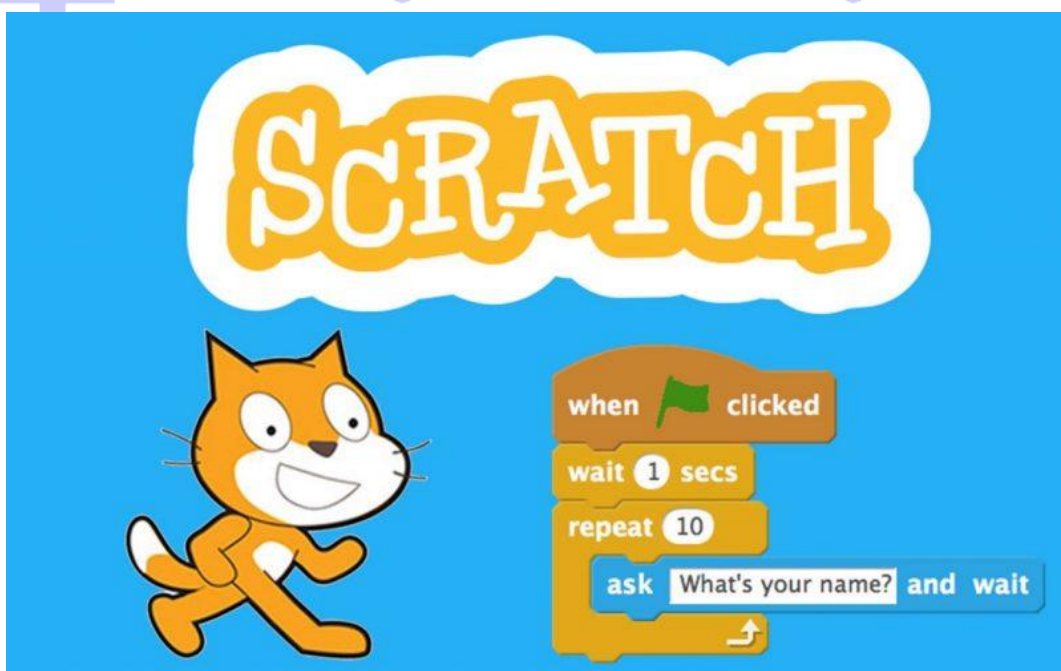 SCRATCH
when clicked
wait 1 secs
repeat 10
ask What's your name? and wait